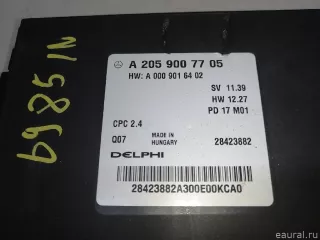 A 205 900 77 05
HW: A 000 901 64 02
SV 11.39
HW 12.27
PD 17 M01
CPC 2.4
Q07
MADE IN
HUNGARY
28423882
DELPHI
28423882A300E00KCA0
6985 IN
© eaural.ru